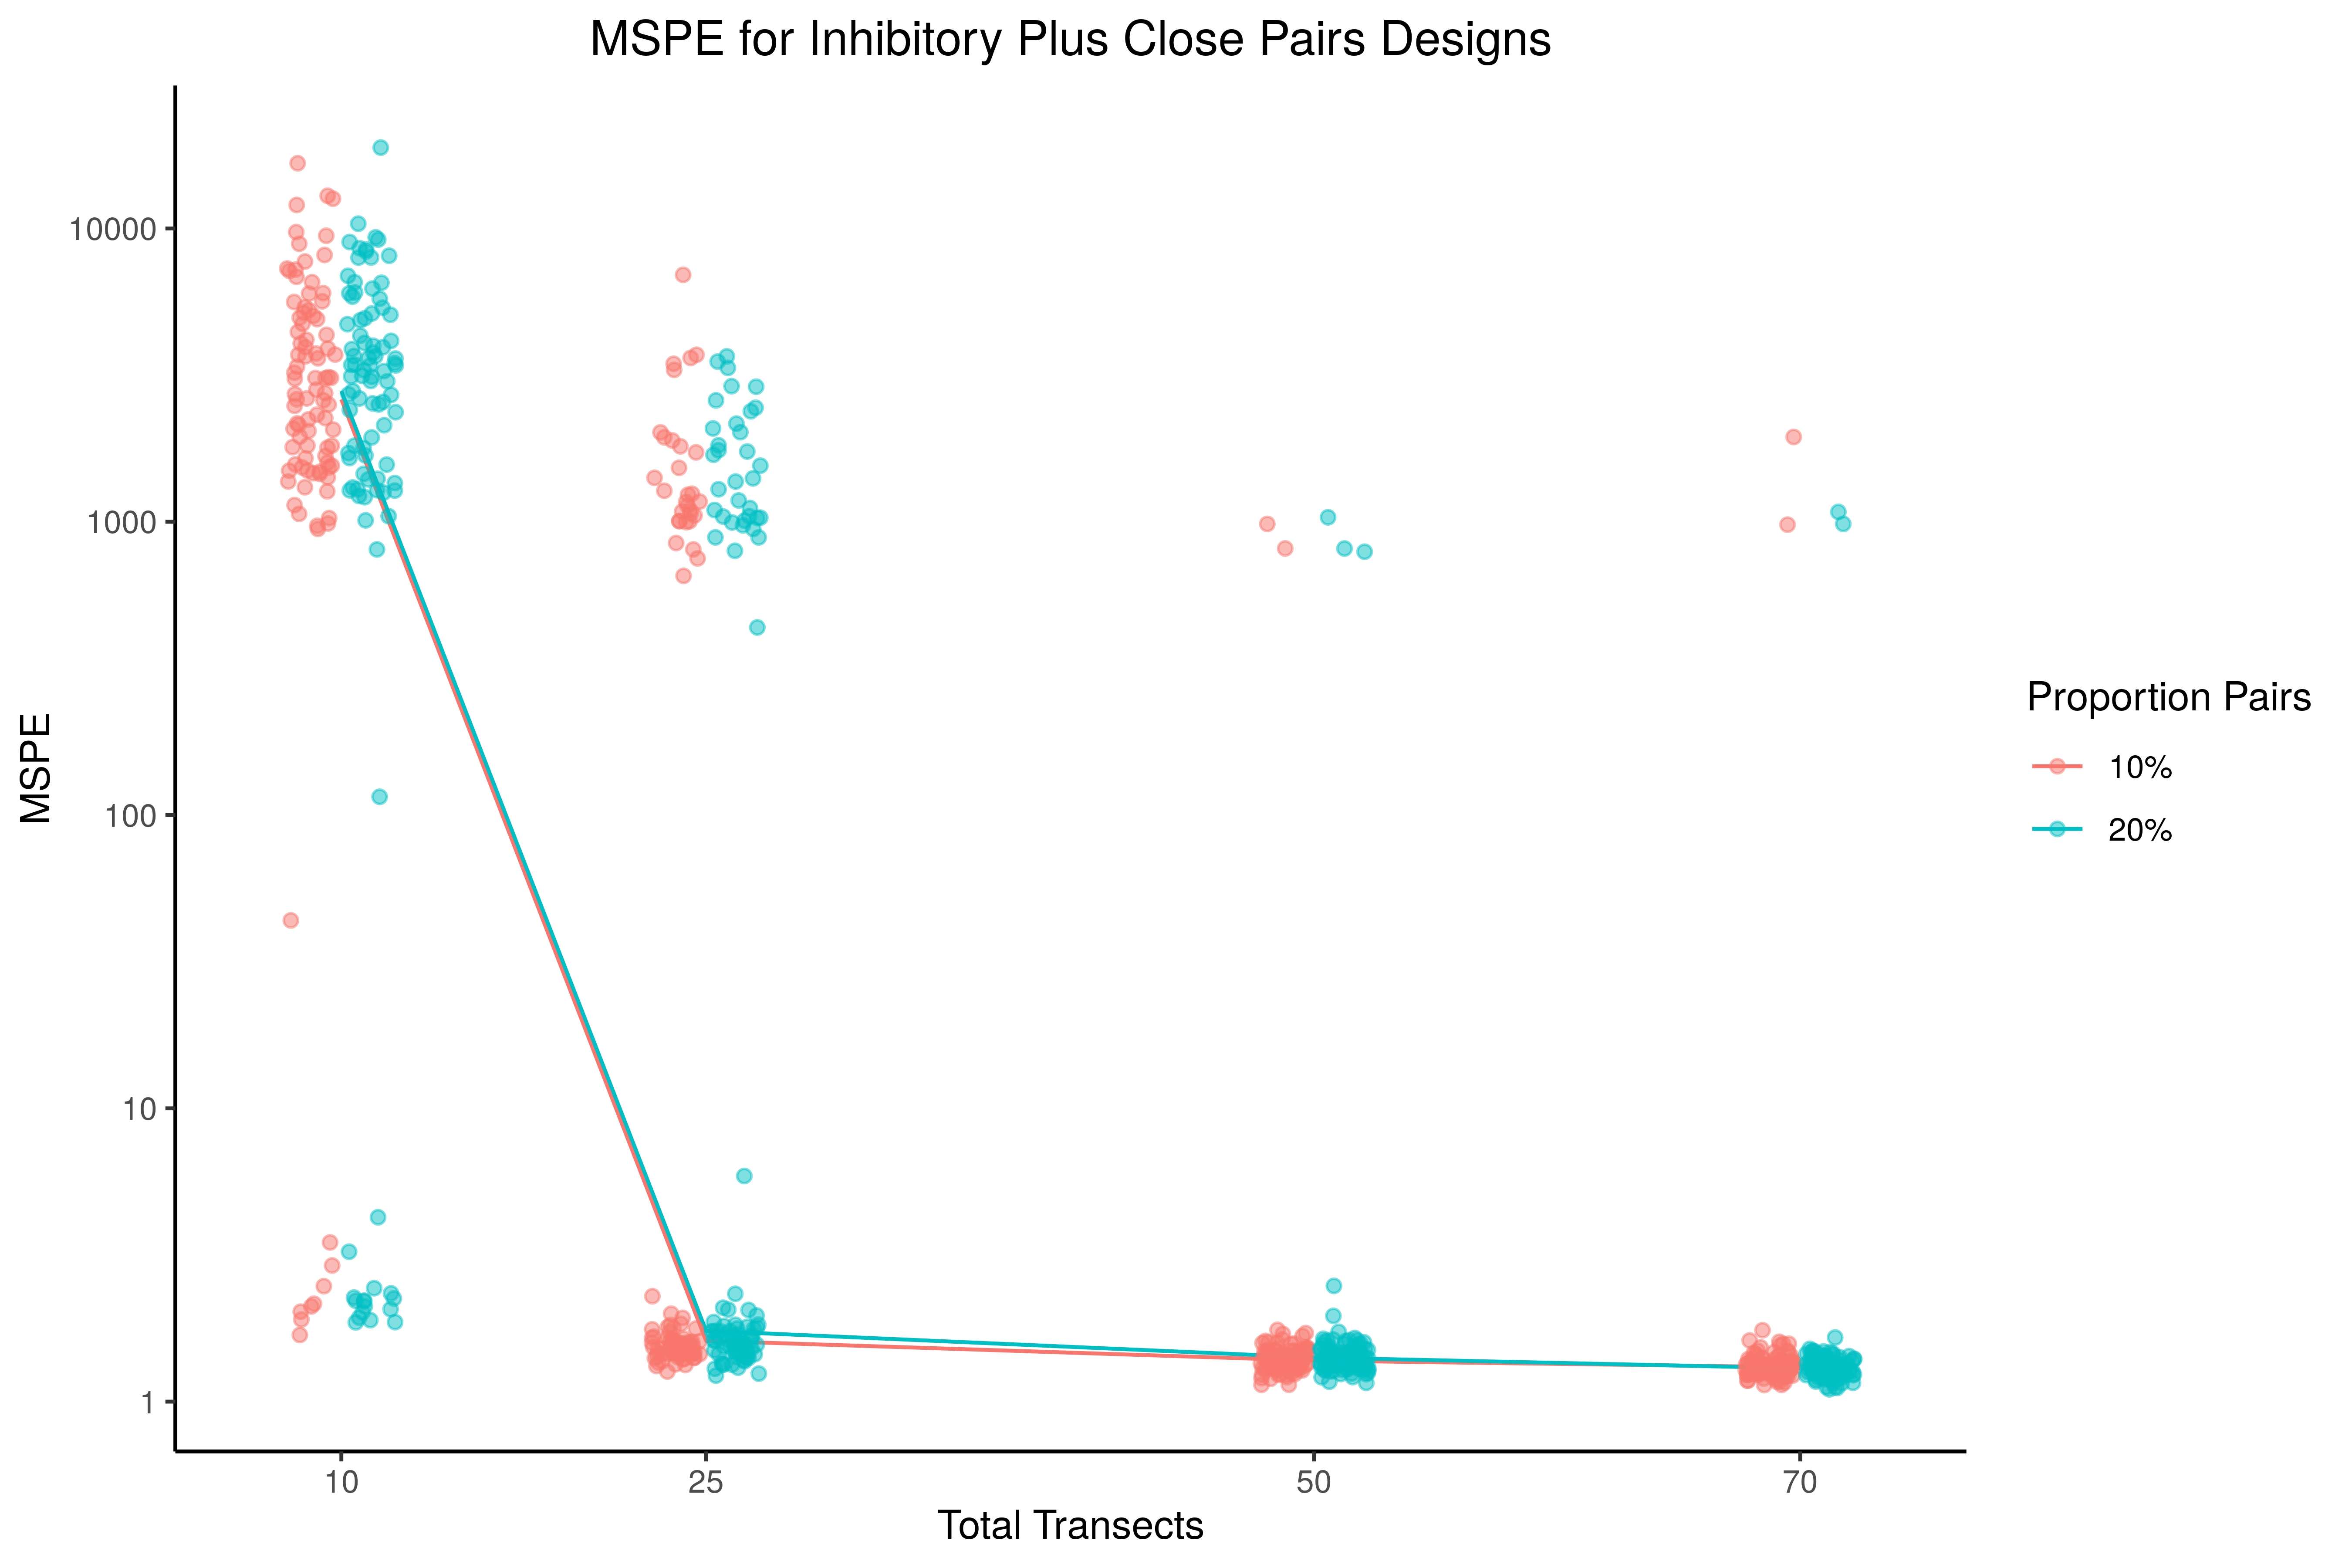 MSPE for Inhibitory Plus Close Pairs Designs
MSPE
10000
1000
100
10
1
10
25
50
70
Total Transects
Proportion Pairs
10%
20%